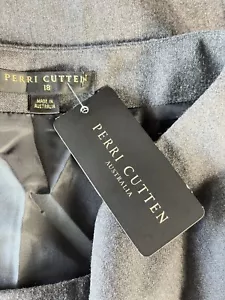 PERRI CUTTEN
18
MADE IN
AUSTRALIA
PERRI CUTTEN
AUSTRALIA